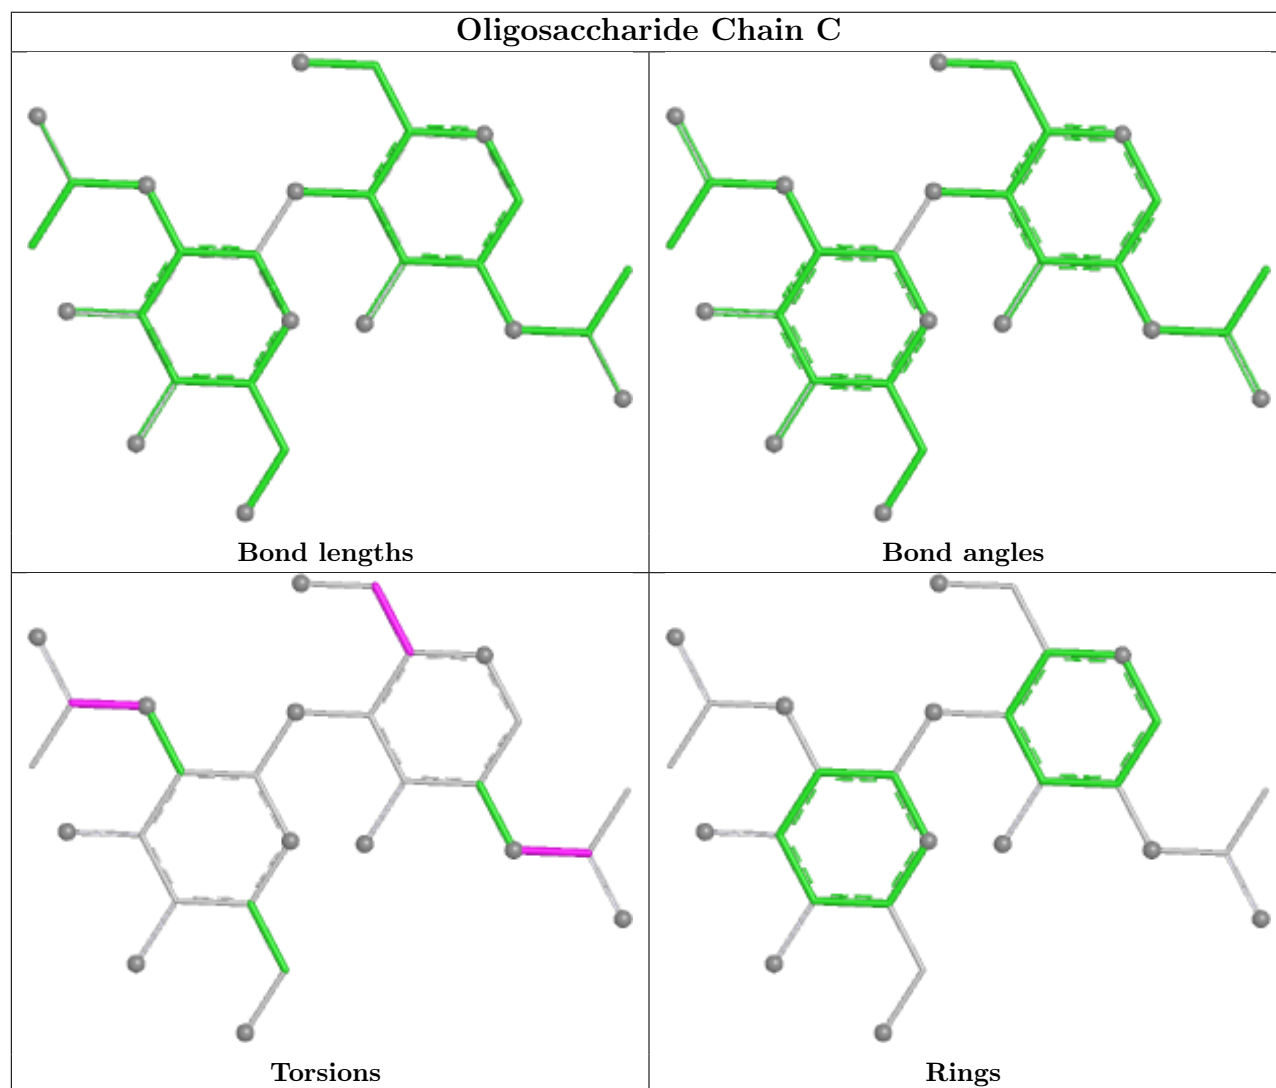 Oligosaccharide Chain C
Bond lengths
Bond angles
Torsions
Rings